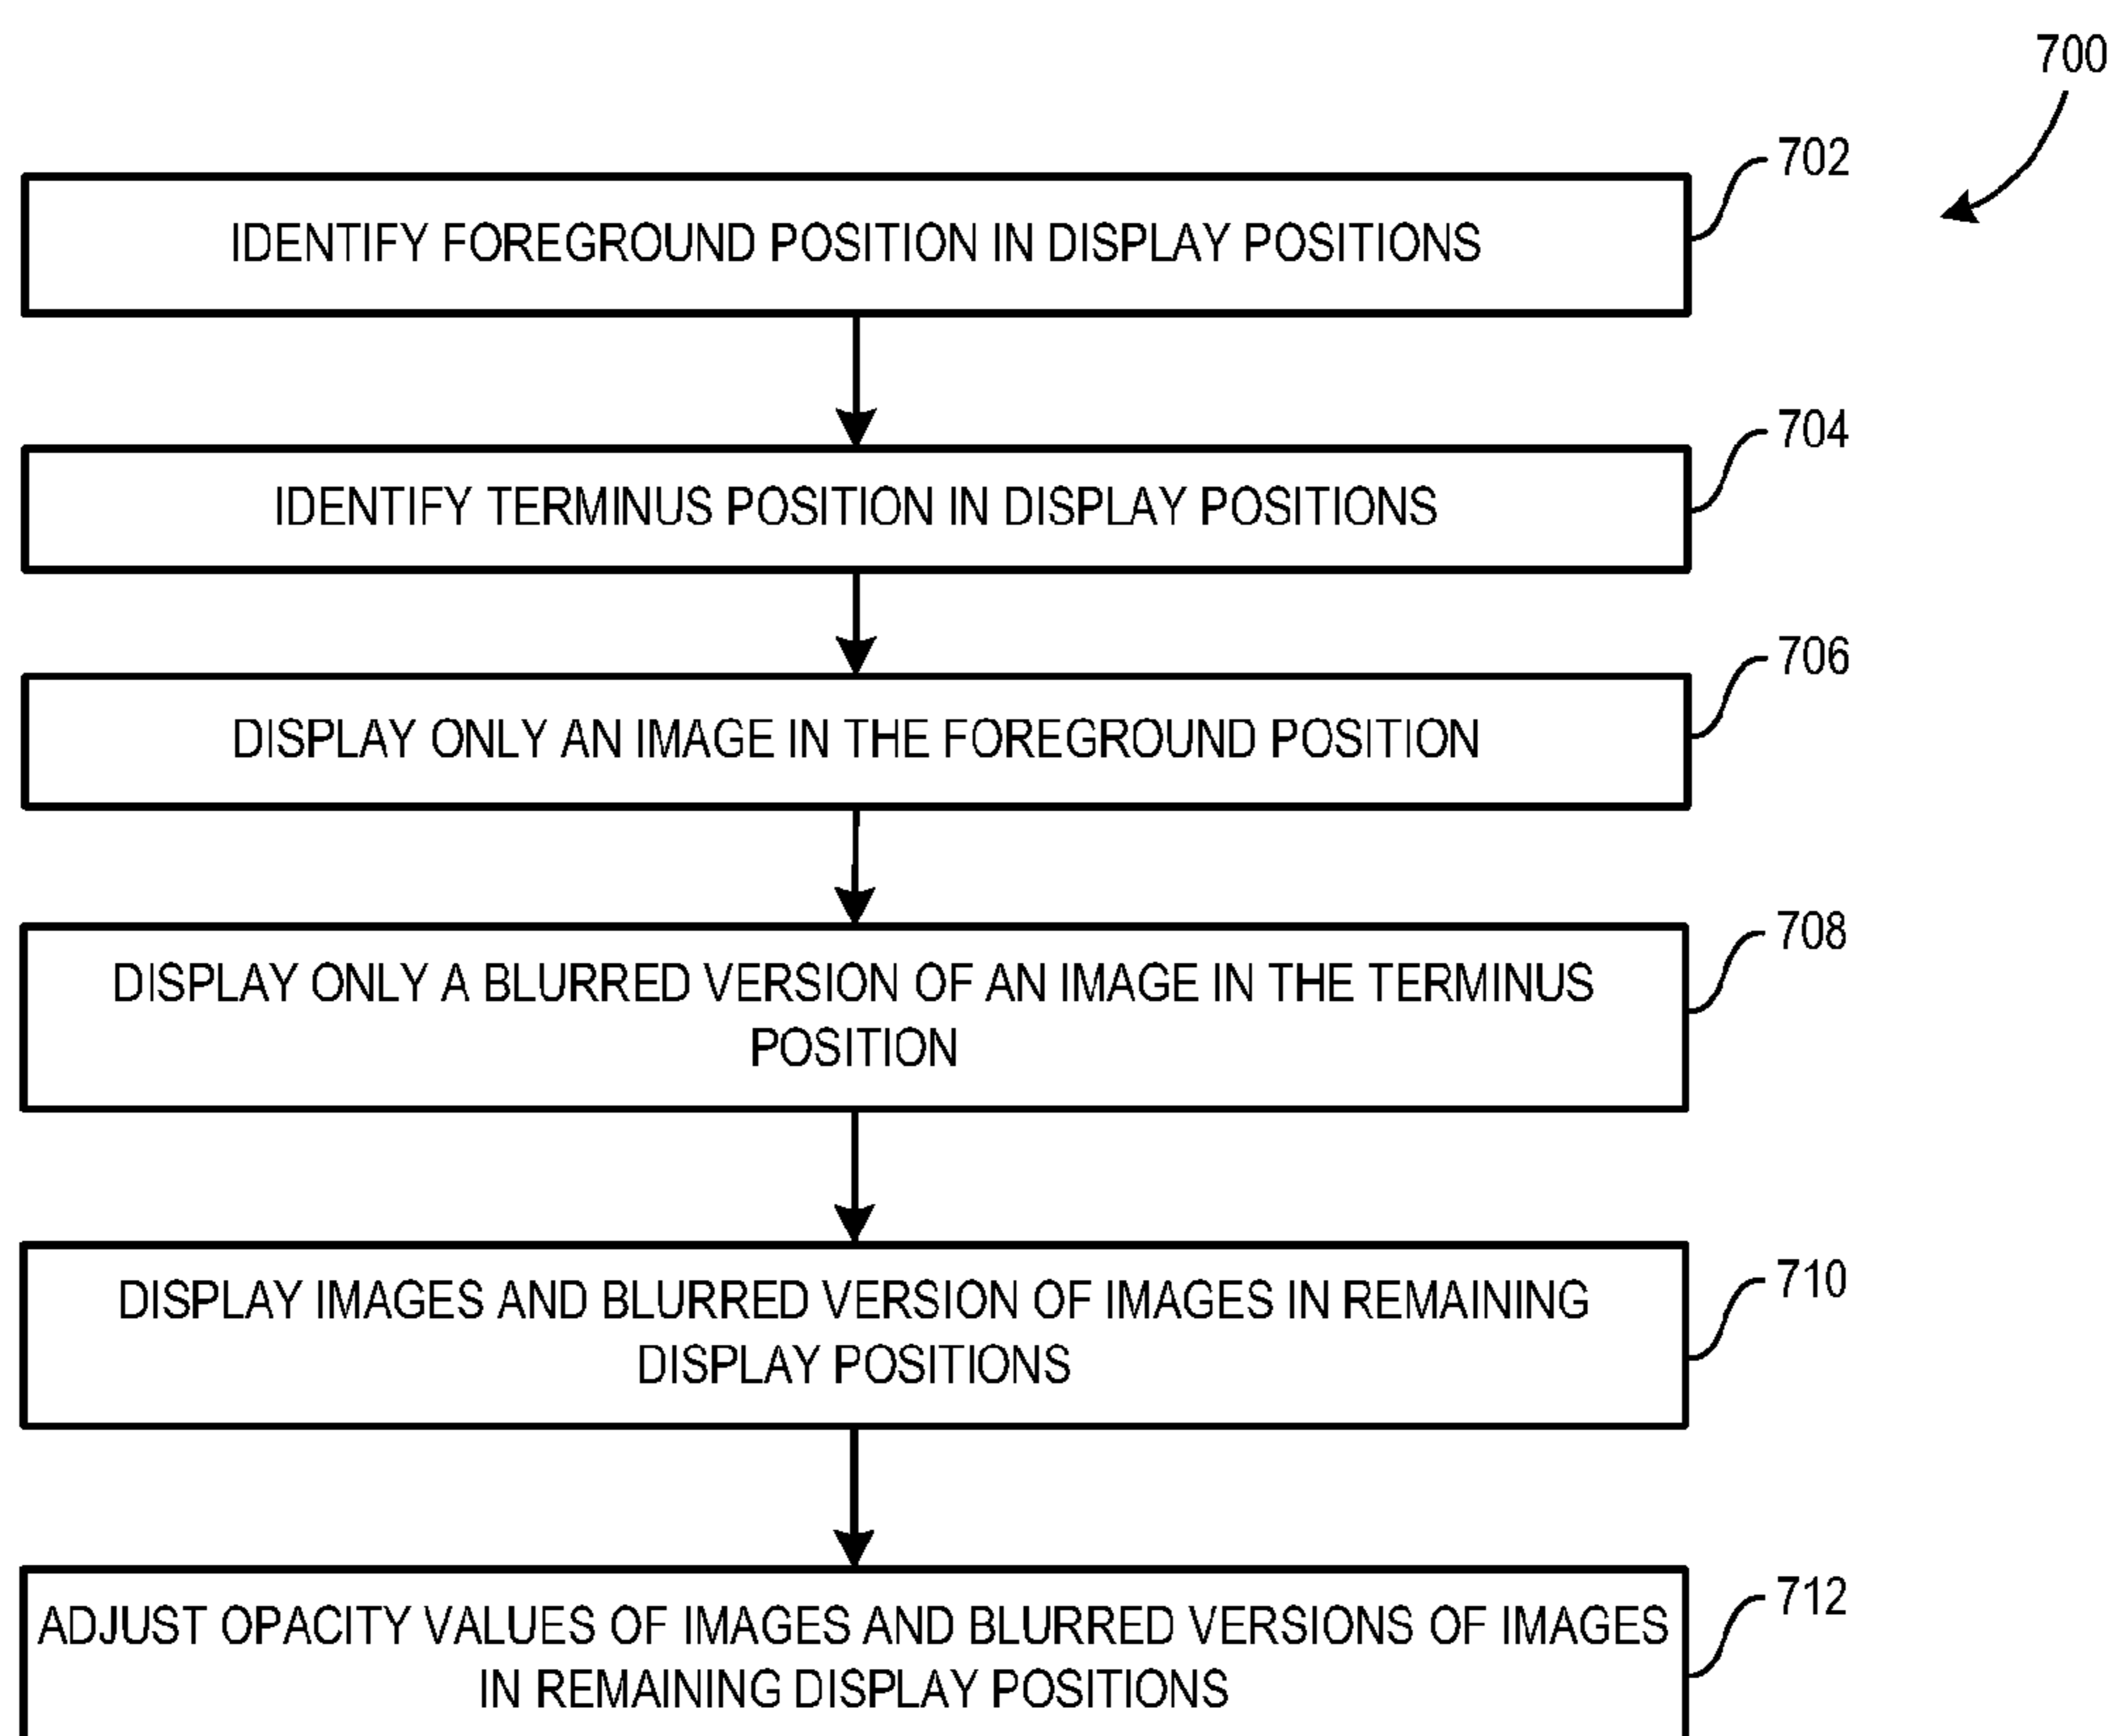 700
702
IDENTIFY FOREGROUND POSITION IN DISPLAY POSITIONS
704
IDENTIFY TERMINUS POSITION IN DISPLAY POSITIONS
706
DISPLAY ONLY AN IMAGE IN THE FOREGROUND POSITION
708
DISPLAY ONLY A BLURRED VERSION OF AN IMAGE IN THE TERMINUS
POSITION
710
DISPLAY IMAGES AND BLURRED VERSION OF IMAGES IN REMAINING
DISPLAY POSITIONS
712
ADJUST OPACITY VALUES OF IMAGES AND BLURRED VERSIONS OF IMAGES
IN REMAINING DISPLAY POSITIONS